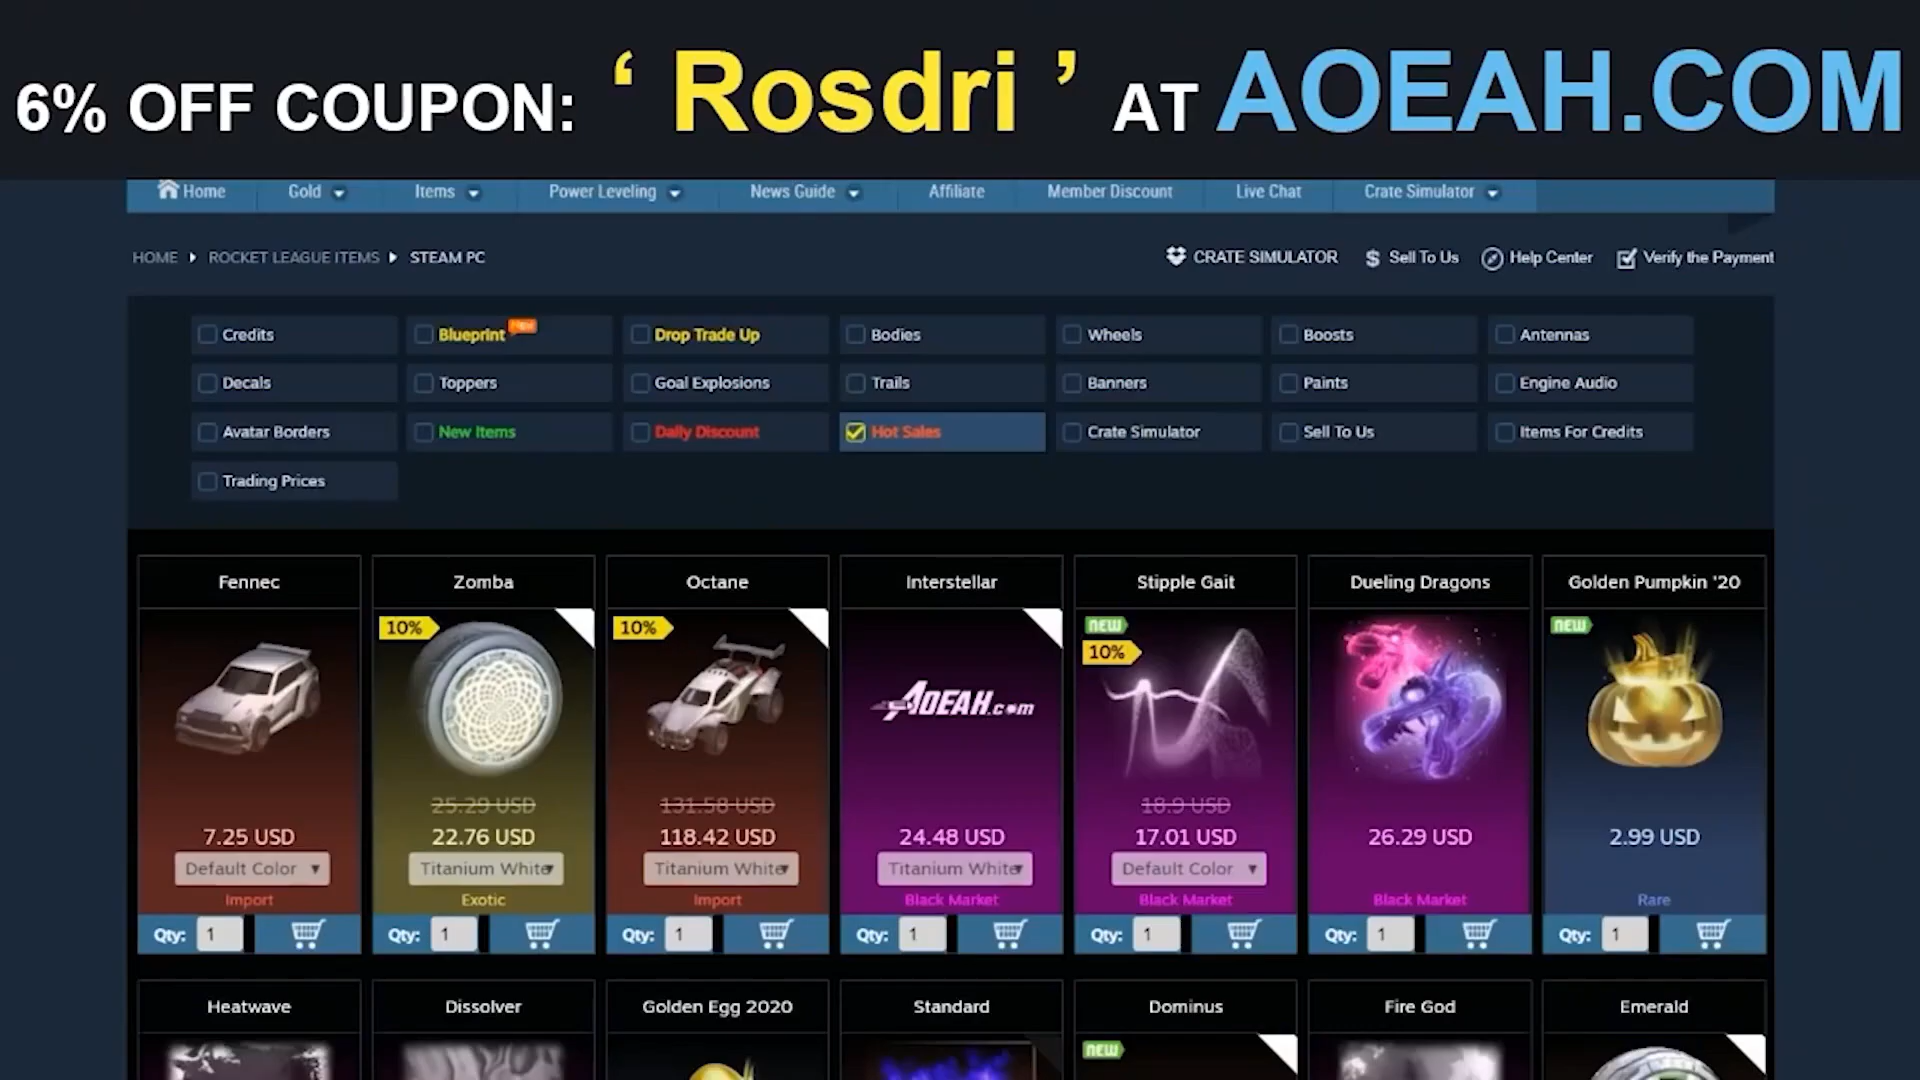 6% OFF COUPON: ‘ Rosdri ’ AT AOEAH.COM
Home Gold Items Power Leveling News Guide Affiliate Member Discount Live Chat Crate Simulator
HOME ROCKET LEAGUE ITEMS STEAM PC CRATE SIMULATOR $ Sell To Us Help Center Verify the Payment
Credits Blueprint New Drop Trade Up Bodies Wheels Boosts Antennas
Decals Toppers Goal Explosions Trails Banners Paints Engine Audio
Avatar Borders New Items Daily Discount Hot Sales Crate Simulator Sell To Us Items For Credits
Trading Prices
Fennec Zomba Octane Interstellar Stipple Gait Dueling Dragons Golden Pumpkin '20
10% 10% NEW NEW
10%
AOEAH.com
25.29 USD 131.58 USD 18.9 USD
7.25 USD 22.76 USD 118.42 USD 24.48 USD 17.01 USD 26.29 USD 2.99 USD
Default Color Titanium White Titanium White Titanium White Default Color
Import Exotic Import Black Market Black Market Black Market Rare
Qty: 1 Qty: 1 Qty: 1 Qty: 1 Qty: 1 Qty: 1 Qty: 1
Heatwave Dissolver Golden Egg 2020 Standard Dominus Fire God Emerald
NEW